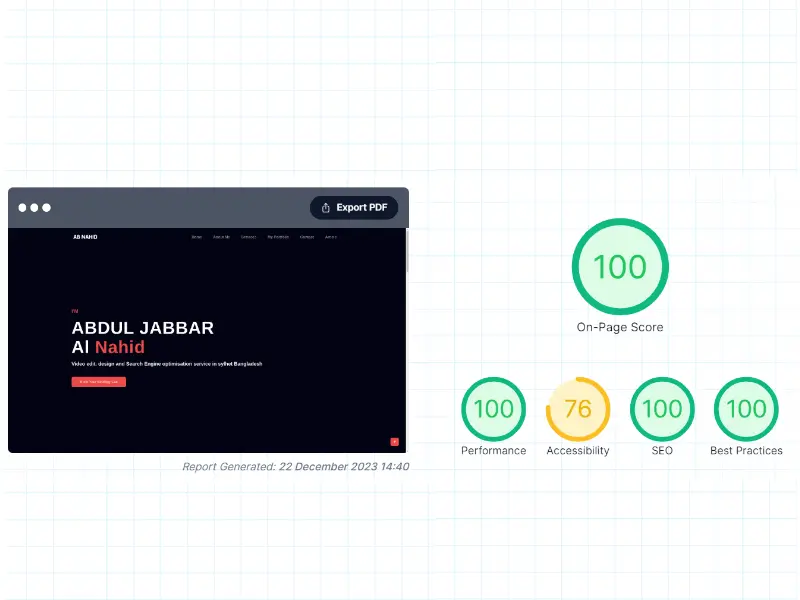 Export PDF
AB NAHID
Home About Me Services My Portfolio Contact
I'M
ABDUL JABBAR
Al Nahid
Video edit: design and Search Engine optimisation service in sylhet Bangladesh
Report Generated: 22 December 2023 14:40
100
On-Page Score
100
Performance
76
Accessibility
100
SEO
100
Best Practices